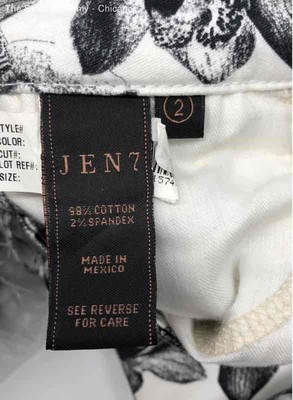 STYLE#
COLOR:
CUT#:
LOT REF#:
SIZE:
2
JEN7
1574
98% COTTON
2% SPANDEX
MADE IN
MEXICO
SEE REVERSE
FOR CARE